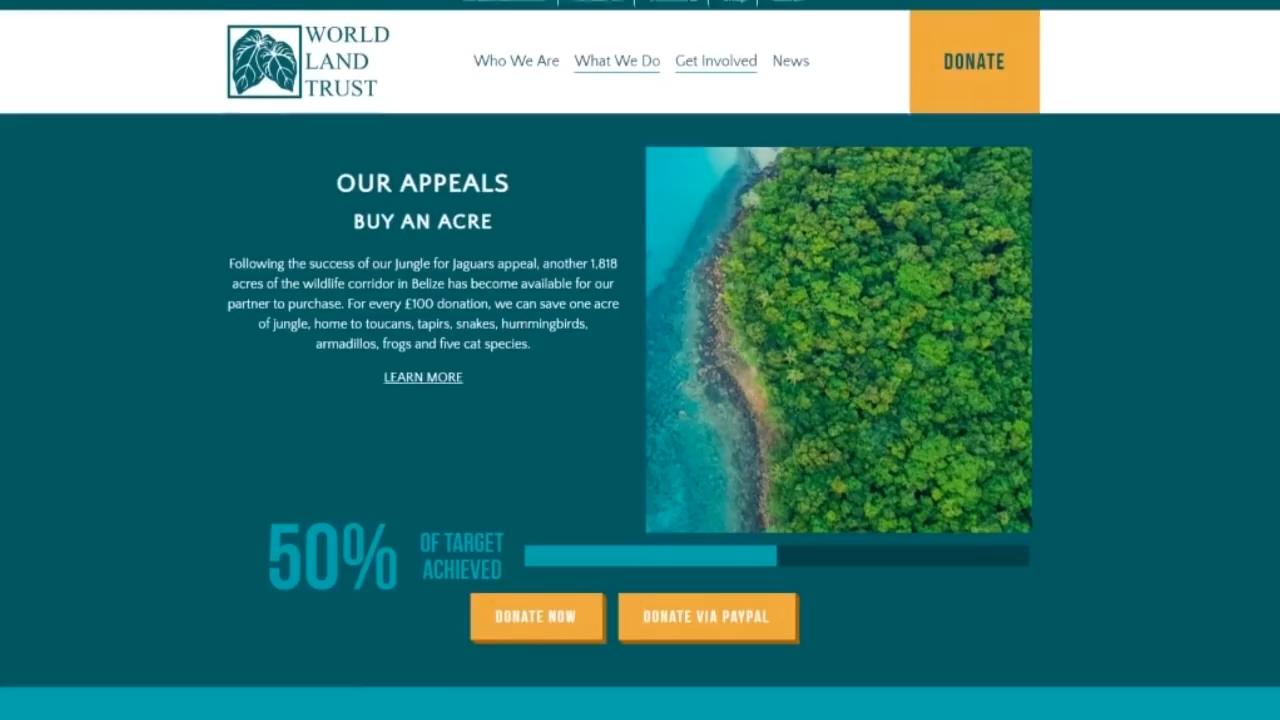 WORLD
LAND
TRUST
Who We Are What We Do Get Involved News
DONATE
OUR APPEALS
BUY AN ACRE
Following the success of our Jungle for Jaguars appeal, another 1,818
acres of the wildlife corridor in Belize has become available for our
partner to purchase. For every £100 donation, we can save one acre
of jungle, home to toucans, tapirs, snakes, hummingbirds,
armadillos, frogs and five cat species.
LEARN MORE
50%
OF TARGET
ACHIEVED
DONATE NOW DONATE VIA PAYPAL